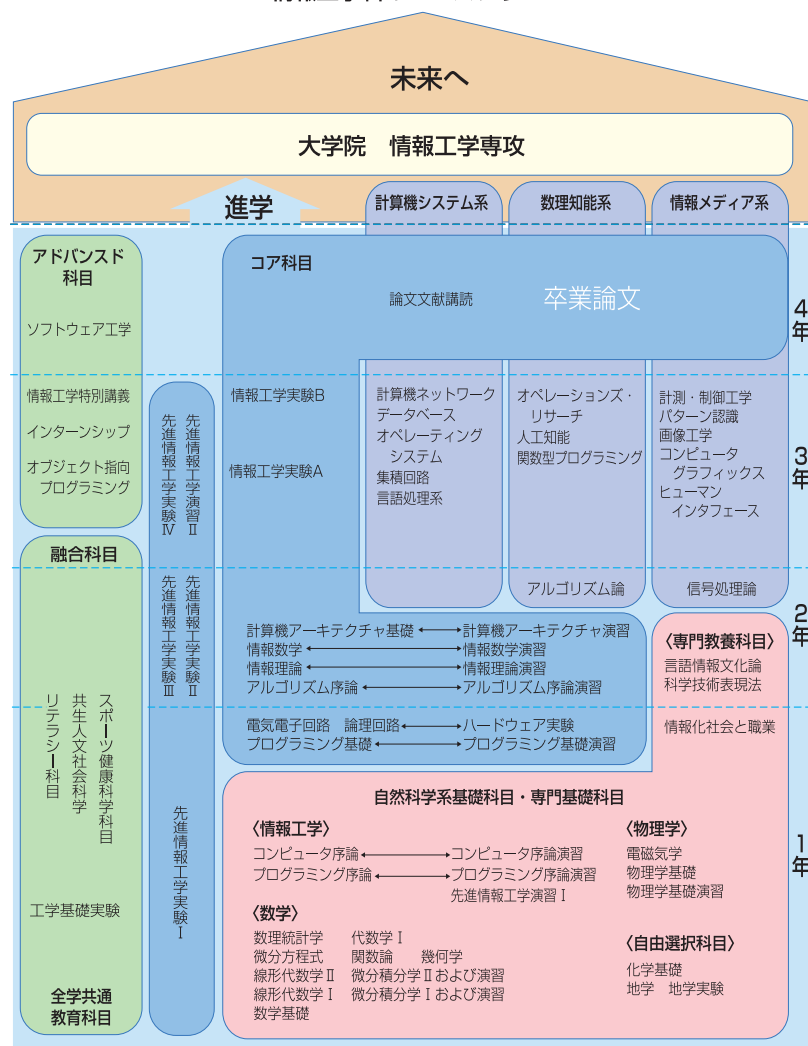 未来へ
大学院　情報工学専攻
進学
計算機システム系
数理知能系
情報メディア系
アドバンスド
科目
ソフトウェア工学
情報工学特別講義
インターンシップ
オブジェクト指向
プログラミング
融合科目
スポーツ健康科学科目
共生人文社会科学
リテラシー科目
工学基礎実験
全学共通
教育科目
先進情報工学演習Ⅱ
先進情報工学実験Ⅳ
先進情報工学演習Ⅱ
先進情報工学実験Ⅲ
先進情報工学実験Ⅰ
コア科目
論文文献講読
卒業論文
情報工学実験B
情報工学実験A
計算機ネットワーク
データベース
オペレーティング
システム
集積回路
言語処理系
オペレーションズ・
リサーチ
人工知能
関数型プログラミング
アルゴリズム論
計測・制御工学
パターン認識
画像工学
コンピュータ
グラフィックス
ヒューマン
インタフェース
信号処理論
計算機アーキテクチャ基礎 計算機アーキテクチャ演習
情報数学 情報数学演習
情報理論 情報理論演習
アルゴリズム序論 アルゴリズム序論演習
電気電子回路　論理回路 ハードウェア実験
プログラミング基礎 プログラミング基礎演習
〈専門教養科目〉
言語情報文化論
科学技術表現法
情報化社会と職業
自然科学系基礎科目・専門基礎科目
〈情報工学〉
コンピュータ序論 コンピュータ序論演習
プログラミング序論 プログラミング序論演習
先進情報工学演習Ⅰ
〈数学〉
数理統計学　代数学Ⅰ
微分方程式　関数論　幾何学
線形代数学Ⅱ　微分積分学Ⅱおよび演習
線形代数学Ⅰ　微分積分学Ⅰおよび演習
数学基礎
〈物理学〉
電磁気学
物理学基礎
物理学基礎演習
〈自由選択科目〉
化学基礎
地学　地学実験
4年
3年
2年
1年